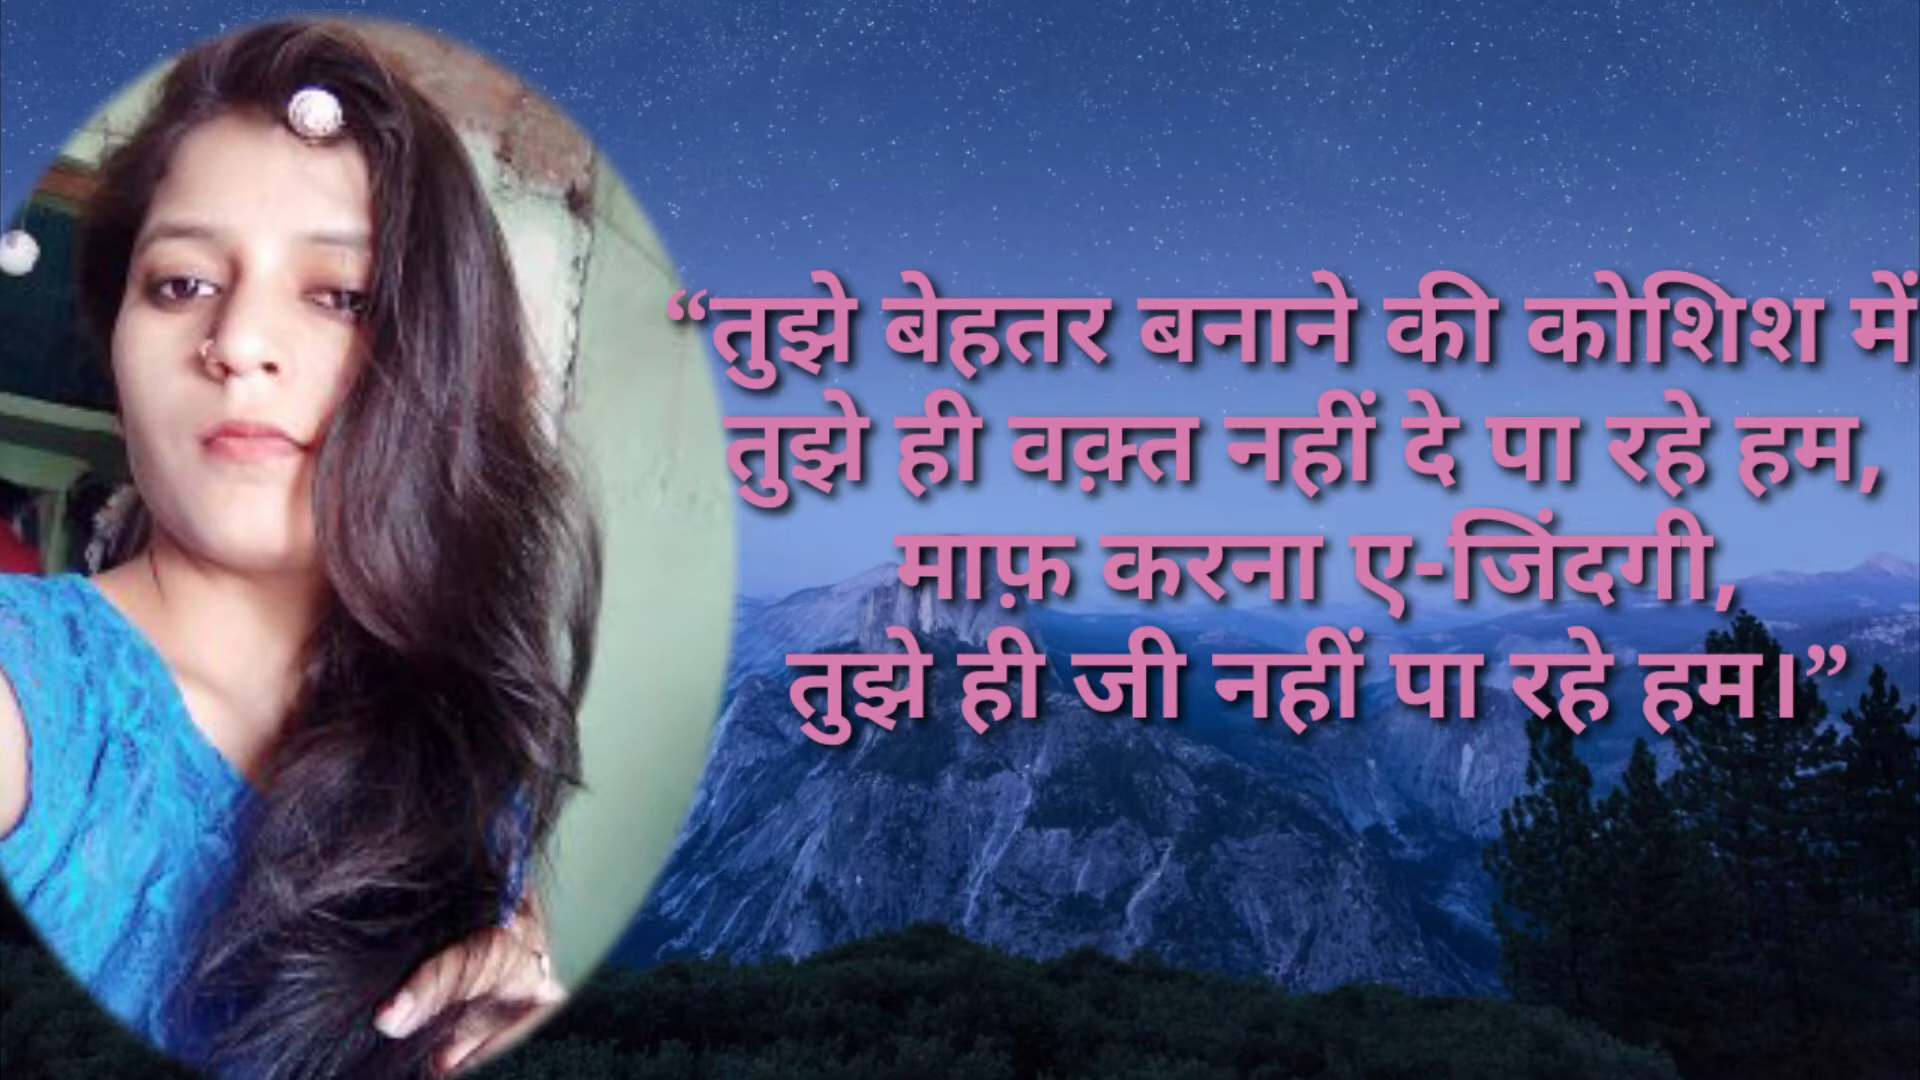 “तुझे बेहतर बनाने की कोशिश में
तुझे ही वक़्त नहीं दे पा रहे हम,
माफ़ करना ए-जिंदगी,
तुझे ही जी नहीं पा रहे हम।”